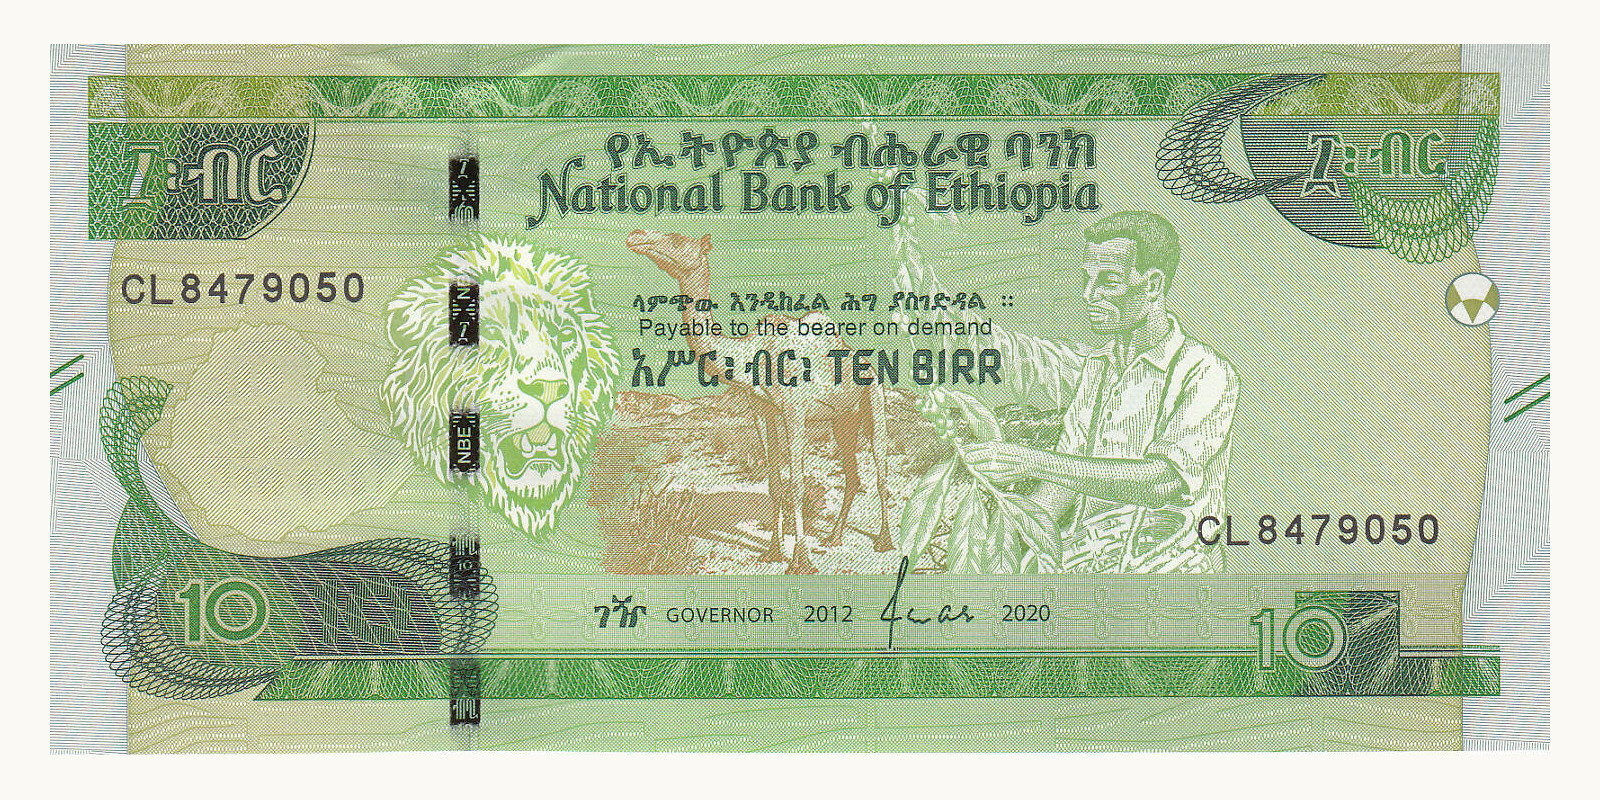 የኢትዮጵያ ብሔራዊ ባንክ
National Bank of Ethiopia
፲፡ብር
፲፡ብር
CL8479050
ላምጭው እንዲከፈል ሕግ ያስገድዳል ።
Payable to the bearer on demand
አሥር፡ ብር፡ TEN BIRR
NBE
CL8479050
10
ገዥ GOVERNOR 2012 2020
10